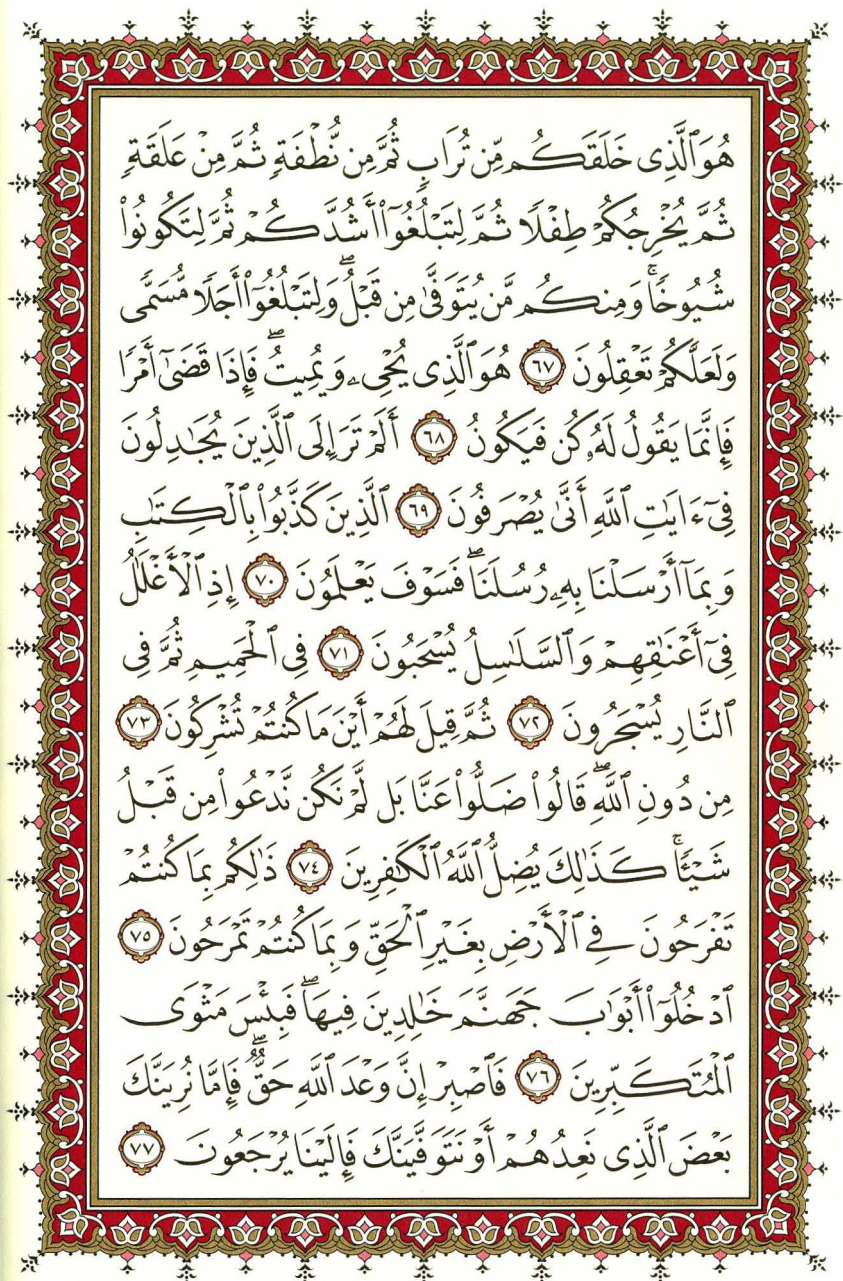 هُوَ ٱلَّذِى خَلَقَكُم مِّن تُرَابٍ ثُمَّ مِن نُّطْفَةٍ ثُمَّ مِنْ عَلَقَةٍ
ثُمَّ يُخْرِجُكُمْ طِفْلًا ثُمَّ لِتَبْلُغُوٓا۟ أَشُدَّكُمْ ثُمَّ لِتَكُونُوا۟
شُيُوخًا ۚ وَمِنكُم مَّن يُتَوَفَّىٰ مِن قَبْلُ ۖ وَلِتَبْلُغُوٓا۟ أَجَلًا مُّسَمًّى
وَلَعَلَّكُمْ تَعْقِلُونَ ٦٧ هُوَ ٱلَّذِى يُحْىِۦ وَيُمِيتُ ۖ فَإِذَا قَضَىٰٓ أَمْرًا
فَإِنَّمَا يَقُولُ لَهُۥ كُن فَيَكُونُ ٦٨ أَلَمْ تَرَ إِلَى ٱلَّذِينَ يُجَٰدِلُونَ
فِىٓ ءَايَٰتِ ٱللَّهِ أَنَّىٰ يُصْرَفُونَ ٦٩ ٱلَّذِينَ كَذَّبُوا۟ بِٱلْكِتَٰبِ
وَبِمَآ أَرْسَلْنَا بِهِۦ رُسُلَنَا ۖ فَسَوْفَ يَعْلَمُونَ ٧٠ إِذِ ٱلْأَغْلَٰلُ
فِىٓ أَعْنَٰقِهِمْ وَٱلسَّلَٰسِلُ يُسْحَبُونَ ٧١ فِى ٱلْحَمِيمِ ثُمَّ فِى
ٱلنَّارِ يُسْجَرُونَ ٧٢ ثُمَّ قِيلَ لَهُمْ أَيْنَ مَا كُنتُمْ تُشْرِكُونَ ٧٣
مِن دُونِ ٱللَّهِ ۖ قَالُوا۟ ضَلُّوا۟ عَنَّا بَل لَّمْ نَكُن نَّدْعُوا۟ مِن قَبْلُ
شَيْـًٔا ۚ كَذَٰلِكَ يُضِلُّ ٱللَّهُ ٱلْكَٰفِرِينَ ٧٤ ذَٰلِكُم بِمَا كُنتُمْ
تَفْرَحُونَ فِى ٱلْأَرْضِ بِغَيْرِ ٱلْحَقِّ وَبِمَا كُنتُمْ تَمْرَحُونَ ٧٥
ٱدْخُلُوٓا۟ أَبْوَٰبَ جَهَنَّمَ خَٰلِدِينَ فِيهَا ۖ فَبِئْسَ مَثْوَى
ٱلْمُتَكَبِّرِينَ ٧٦ فَٱصْبِرْ إِنَّ وَعْدَ ٱللَّهِ حَقٌّ ۚ فَإِمَّا نُرِيَنَّكَ
بَعْضَ ٱلَّذِى نَعِدُهُمْ أَوْ نَتَوَفَّيَنَّكَ فَإِلَيْنَا يُرْجَعُونَ ٧٧